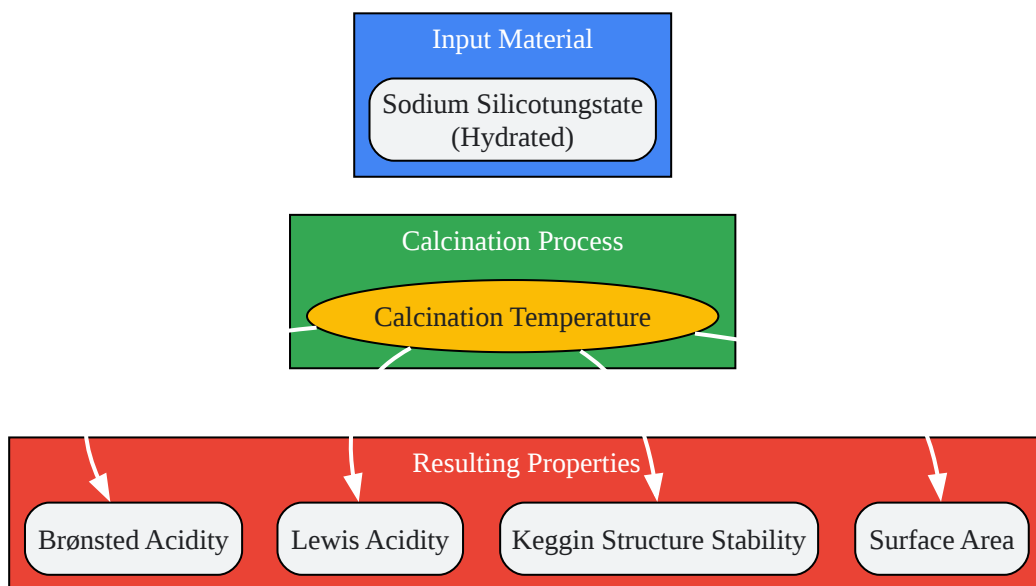 Input Material
Sodium Silicotungstate
(Hydrated)
Calcination Process
Calcination Temperature
Resulting Properties
Brønsted Acidity
Lewis Acidity
Keggin Structure Stability
Surface Area